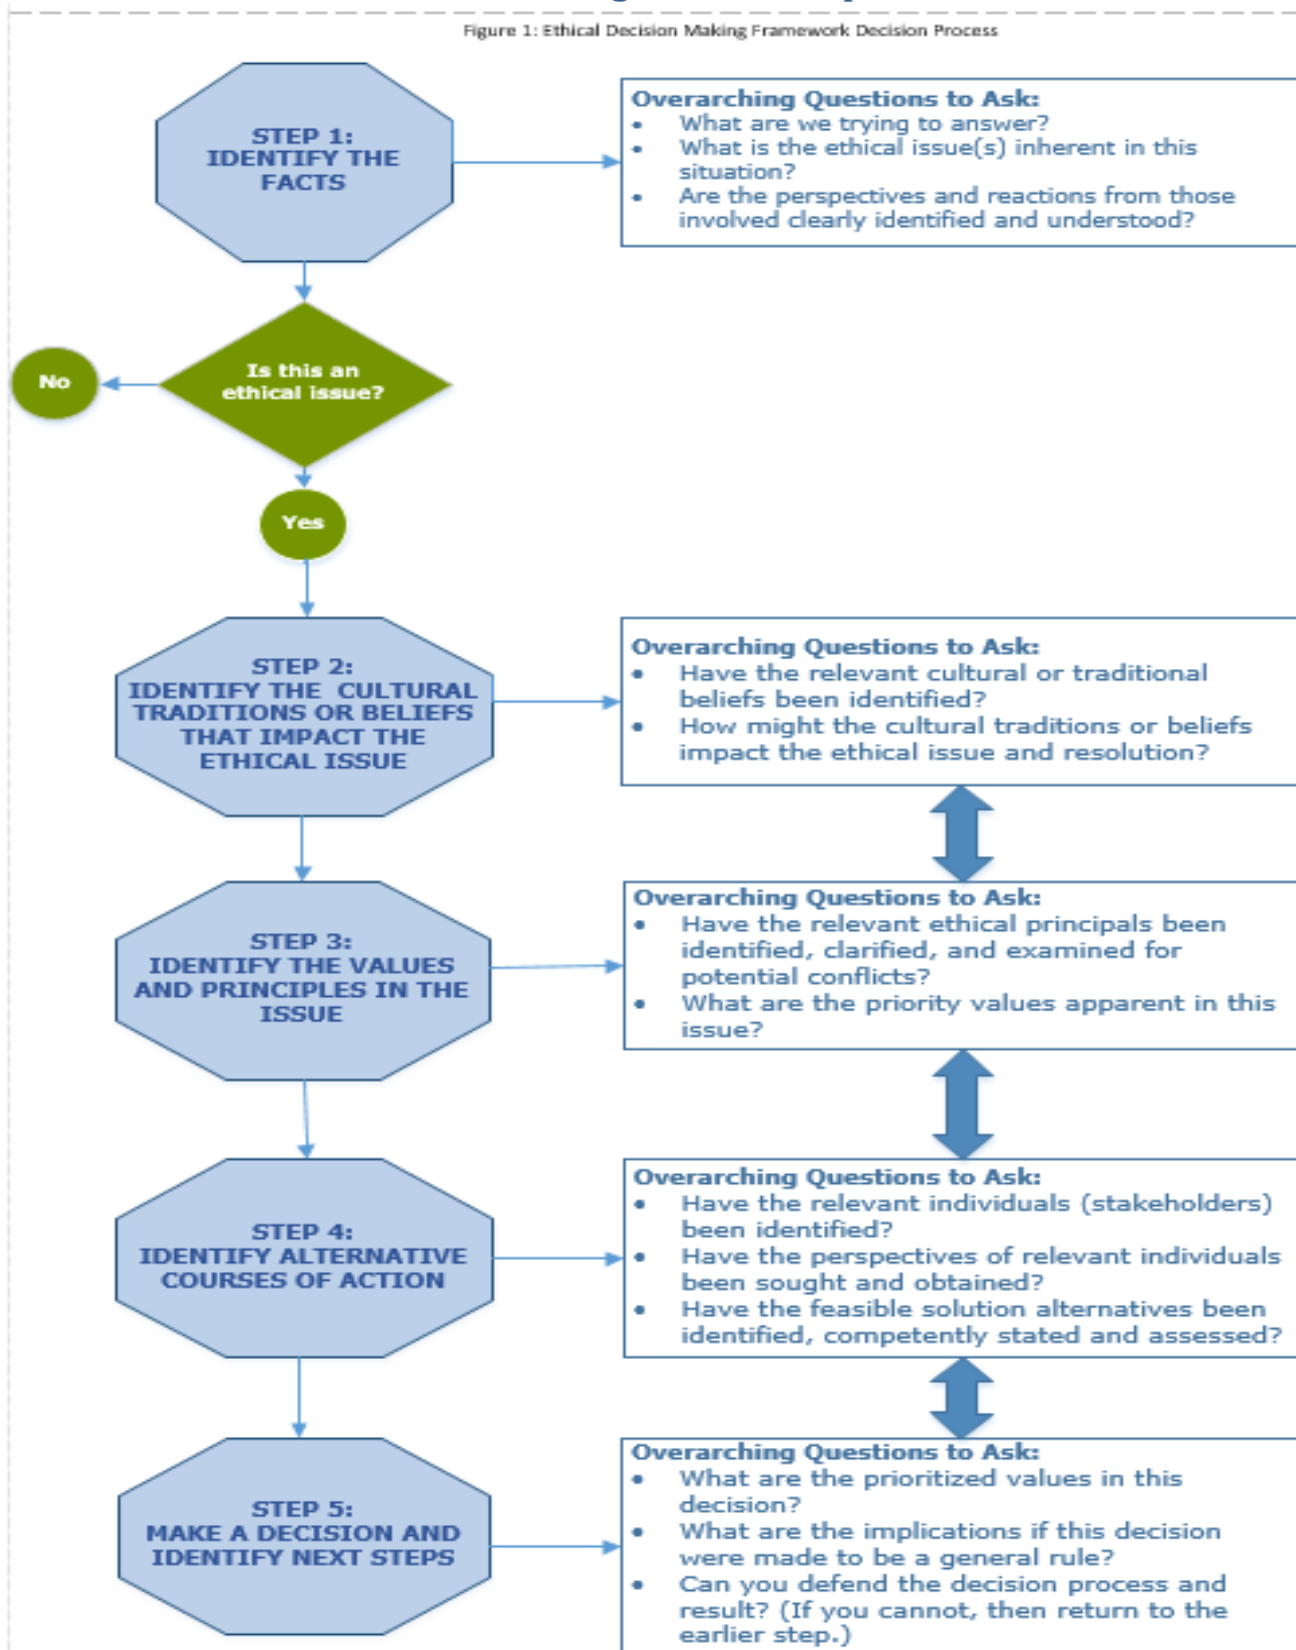 Figure 1: Ethical Decision Making Framework Decision Process
STEP 1:
IDENTIFY THE
FACTS
Overarching Questions to Ask:
• What are we trying to answer?
• What is the ethical issue(s) inherent in this
situation?
• Are the perspectives and reactions from those
involved clearly identified and understood?
Is this an
ethical issue?
No
Yes
STEP 2:
IDENTIFY THE CULTURAL
TRADITIONS OR BELIEFS
THAT IMPACT THE
ETHICAL ISSUE
Overarching Questions to Ask:
• Have the relevant cultural or traditional
beliefs been identified?
• How might the cultural traditions or beliefs
impact the ethical issue and resolution?
STEP 3:
IDENTIFY THE VALUES
AND PRINCIPLES IN THE
ISSUE
Overarching Questions to Ask:
• Have the relevant ethical principals been
identified, clarified, and examined for
potential conflicts?
• What are the priority values apparent in this
issue?
STEP 4:
IDENTIFY ALTERNATIVE
COURSES OF ACTION
Overarching Questions to Ask:
• Have the relevant individuals (stakeholders)
been identified?
• Have the perspectives of relevant individuals
been sought and obtained?
• Have the feasible solution alternatives been
identified, competently stated and assessed?
STEP 5:
MAKE A DECISION AND
IDENTIFY NEXT STEPS
Overarching Questions to Ask:
• What are the prioritized values in this
decision?
• What are the implications if this decision
were made to be a general rule?
• Can you defend the decision process and
result? (If you cannot, then return to the
earlier step.)